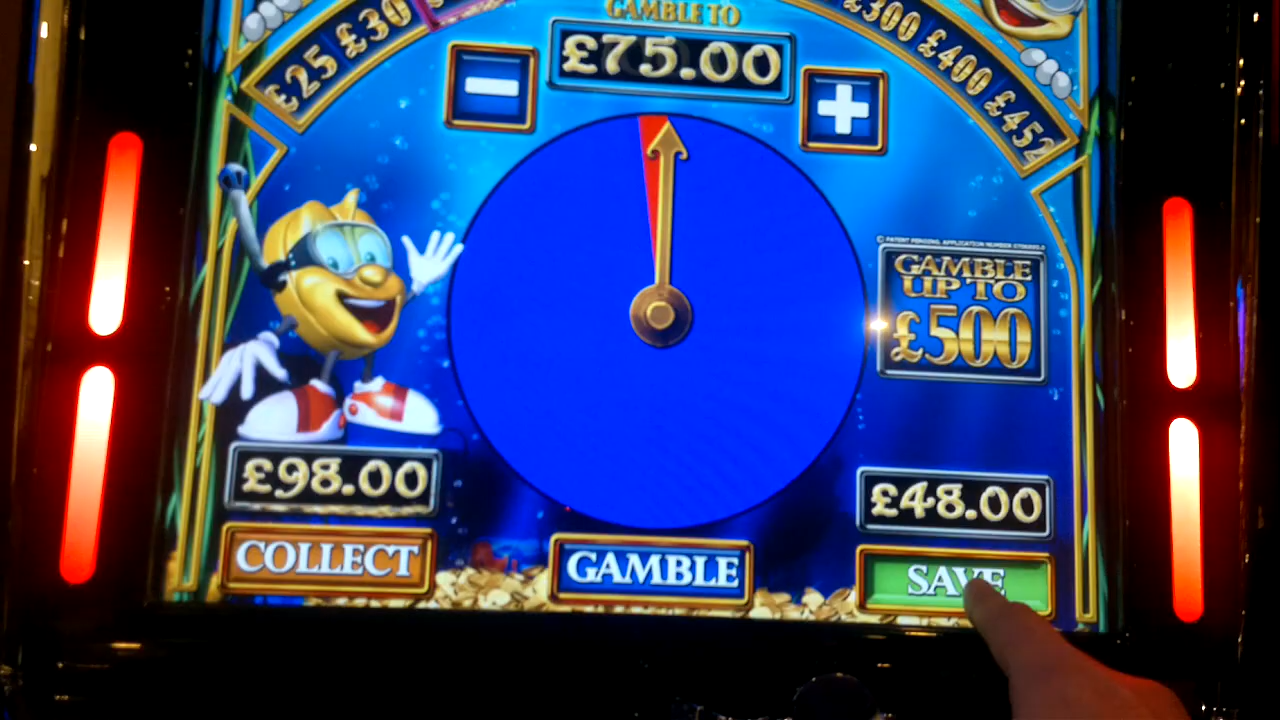 GAMBLE TO
£75.00
£25 £30
£300 £400 £452
GAMBLE
UP TO
£500
£98.00
£48.00
COLLECT
GAMBLE
SAVE